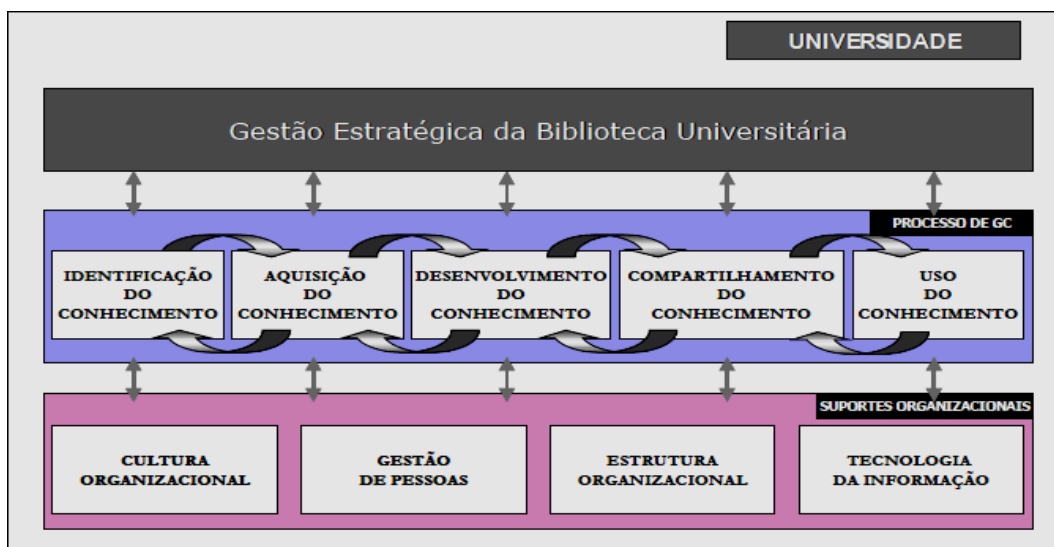 UNIVERSIDADE
Gestão Estratégica da Biblioteca Universitária
PROCESSO DE GC
IDENTIFICAÇÃO
DO
CONHECIMENTO
AQUISIÇÃO
DO
CONHECIMENTO
DESENVOLVIMENTO
DO
CONHECIMENTO
COMPARTILHAMENTO
DO
CONHECIMENTO
USO
DO
CONHECIMENTO
SUPORTES ORGANIZACIONAIS
CULTURA
ORGANIZACIONAL
GESTÃO
DE PESSOAS
ESTRUTURA
ORGANIZACIONAL
TECNOLOGIA
DA INFORMAÇÃO